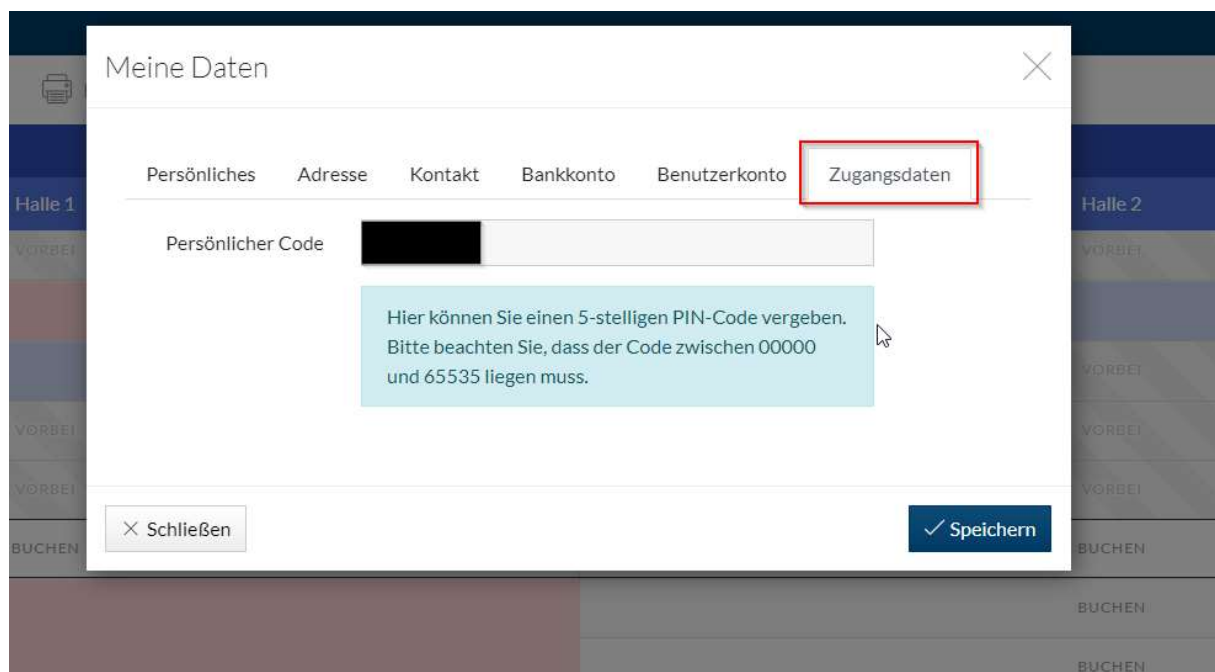 Meine Daten
Persönliches Adresse Kontakt Bankkonto Benutzerkonto Zugangsdaten
Halle 1
Halle 2
Persönlicher Code
VORBEI
VORBEI
Hier können Sie einen 5-stelligen PIN-Code vergeben.
Bitte beachten Sie, dass der Code zwischen 00000
und 65535 liegen muss.
VORBEI
VORBEI
VORBEI
VORBEI
VORBEI
× Schließen
✓ Speichern
BUCHEN
BUCHEN
BUCHEN
BUCHEN